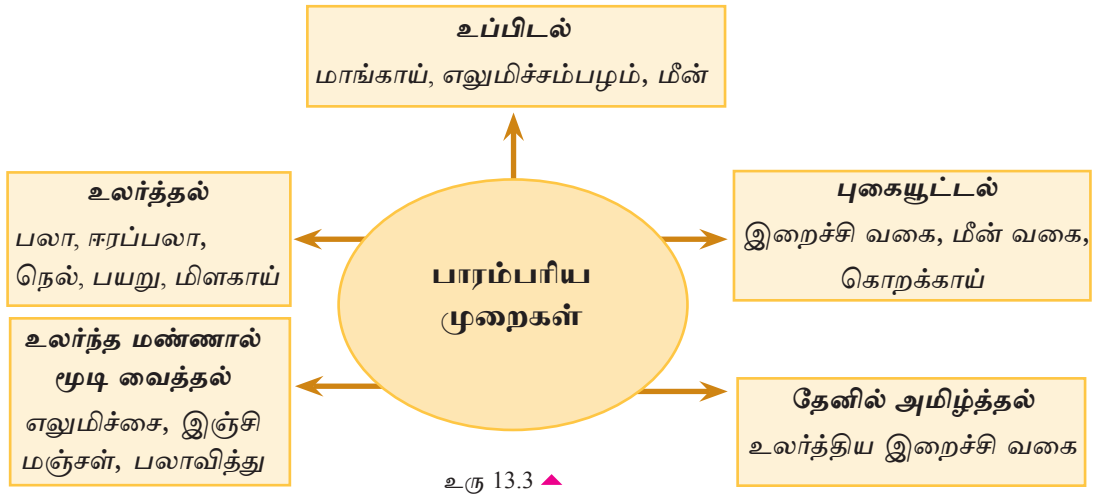 உப்பிடல்
மாங்காய், எலுமிச்சம்பழம், மீன்
உலர்த்தல்
பலா, ஈரப்பலா,
நெல், பயறு, மிளகாய்
புகையூட்டல்
இறைச்சி வகை, மீன் வகை,
கொறக்காய்
பாரம்பரிய
முறைகள்
உலர்ந்த மண்ணால்
மூடி வைத்தல்
எலுமிச்சை, இஞ்சி
மஞ்சள், பலாவித்து
தேனில் அமிழ்த்தல்
உலர்த்திய இறைச்சி வகை
உரு 13.3